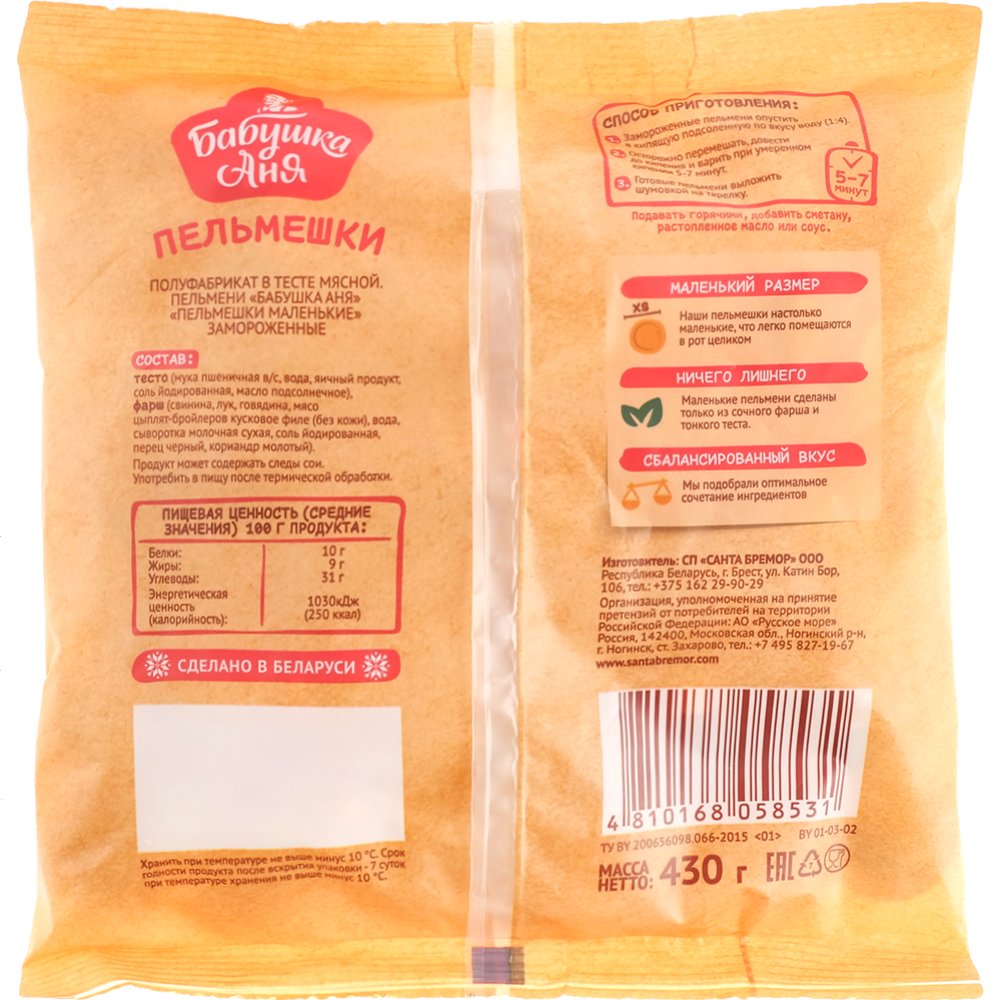 Бабушка
Аня
ПЕЛЬМЕШКИ
ПОЛУФАБРИКАТ В ТЕСТЕ МЯСНОЙ.
ПЕЛЬМЕНИ «БАБУШКА АНЯ»
«ПЕЛЬМЕШКИ МАЛЕНЬКИЕ»
ЗАМОРОЖЕННЫЕ
СОСТАВ:
тесто (мука пшеничная в/с, вода, яичный продукт,
соль йодированная, масло подсолнечное),
фарш (свинина, лук, говядина, мясо
цыплят-бройлеров кусковое филе (без кожи), вода,
сыворотка молочная сухая, соль йодированная,
перец черный, кориандр молотый).
Продукт может содержать следы сои.
Употребить в пищу после термической обработки.
ПИЩЕВАЯ ЦЕННОСТЬ (СРЕДНИЕ
ЗНАЧЕНИЯ) 100 Г ПРОДУКТА:
Белки: 10 г
Жиры: 9 г
Углеводы: 31 г
Энергетическая
ценность 1030кДж
(калорийность): (250 ккал)
СДЕЛАНО В БЕЛАРУСИ
Хранить при температуре не выше минус 10 °С. Срок
годности продукта после вскрытия упаковки - 7 суток
при температуре хранения не выше минус 10 °С.
СПОСОБ ПРИГОТОВЛЕНИЯ:
1. Замороженные пельмени опустить
в кипящую подсоленную по вкусу воду (1:4).
2. Осторожно перемешать, довести
до кипения и варить при умеренном
кипении 5-7 минут.
3. Готовые пельмени выложить
шумовкой на тарелку.
5-7
МИНУТ
Подавать горячими, добавить сметану,
растопленное масло или соус.
МАЛЕНЬКИЙ РАЗМЕР
XS
Наши пельмешки настолько
маленькие, что легко помещаются
в рот целиком
НИЧЕГО ЛИШНЕГО
Маленькие пельмени сделаны
только из сочного фарша и
тонкого теста.
СБАЛАНСИРОВАННЫЙ ВКУС
Мы подобрали оптимальное
сочетание ингредиентов
Изготовитель: СП «САНТА БРЕМОР» ООО
Республика Беларусь, г. Брест, ул. Катин Бор,
106, тел.: +375 162 29-90-29
Организация, уполномоченная на принятие
претензий от потребителей на территории
Российской Федерации: АО «Русское море»
Россия, 142400, Московская обл., Ногинский р-н,
г. Ногинск, ст. Захарово, тел.: +7 495 827-19-67
www.santabremor.com
4 810168 058531
ТУ BY 200656098.066-2015 <01> BY 01-03-02
МАССА
НЕТТО: 430 г EAC 7